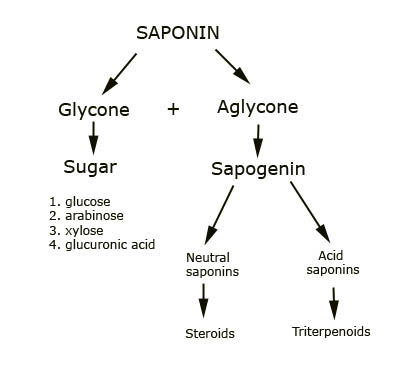 SAPONIN
Glycone + Aglycone
Sugar
Sapogenin
1. glucose
2. arabinose
3. xylose
4. glucuronic acid
Neutral
saponins
Acid
saponins
Steroids
Triterpenoids